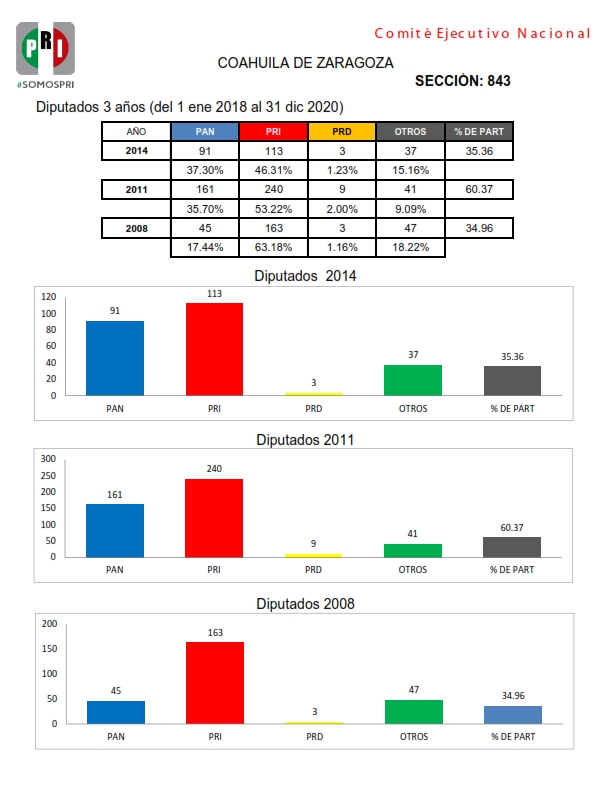 PRI
#SOMOSPRI
Comité Ejecutivo Nacional
COAHUILA DE ZARAGOZA
SECCIÓN: 843
Diputados 3 años (del 1 ene 2018 al 31 dic 2020)
AÑO PAN PRI PRD OTROS % DE PART
2014 91 113 3 37 35.36
37.30% 46.31% 1.23% 15.16%
2011 161 240 9 41 60.37
35.70% 53.22% 2.00% 9.09%
2008 45 163 3 47 34.96
17.44% 63.18% 1.16% 18.22%
Diputados 2014
120
100
80
60
40
20
0
91 113 3 37 35.36
PAN PRI PRD OTROS % DE PART
Diputados 2011
300
250
200
150
100
50
0
161 240 9 41 60.37
PAN PRI PRD OTROS % DE PART
Diputados 2008
200
150
100
50
0
45 163 3 47 34.96
PAN PRI PRD OTROS % DE PART